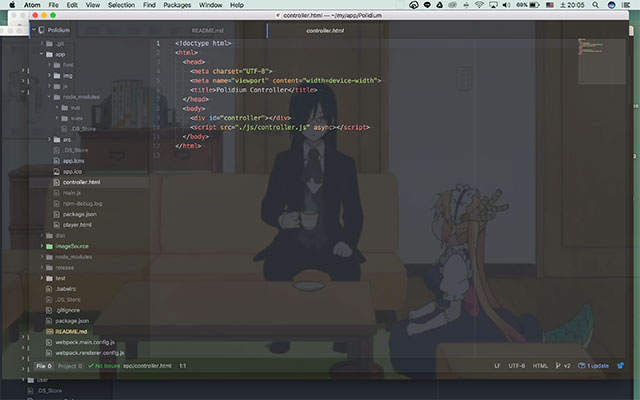 Atom File Edit View Selection Find Packages Window Help 69% 土 20:05
controller.html — ~/my/app/Polidium
Polidium
README.md controller.html
.git
app
font
img
js
node_modules
vue
vuex
.DS_Store
src
.DS_Store
app.icns
app.ico
controller.html
main.js
npm-debug.log
package.json
player.html
dist
imageSource
node_modules
release
test
.babelrc
.DS_Store
.gitignore
package.json
README.md
webpack.main.config.js
webpack.renderer.config.js
1 <!doctype html>
2 <html>
3 <head>
4 <meta charset="UTF-8">
5 <meta name="viewport" content="width=device-width">
6 <title>Polidium Controller</title>
7 </head>
8 <body>
9 <div id="controller"></div>
10 <script src="./js/controller.js" async></script>
11 </body>
12 </html>
13
File 0 Project 0 No Issues app/controller.html 1:1 LF UTF-8 HTML v2 1 update
user
.DS_Store